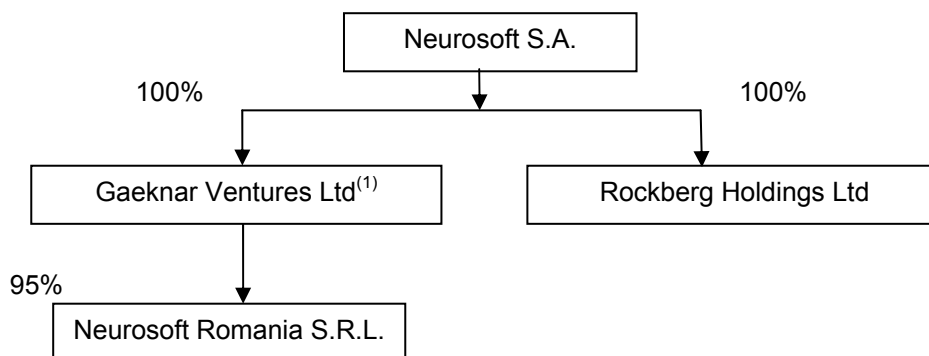 Neurosoft S.A.
100%
100%
Gaeknar Ventures Ltd(1)
Rockberg Holdings Ltd
95%
Neurosoft Romania S.R.L.